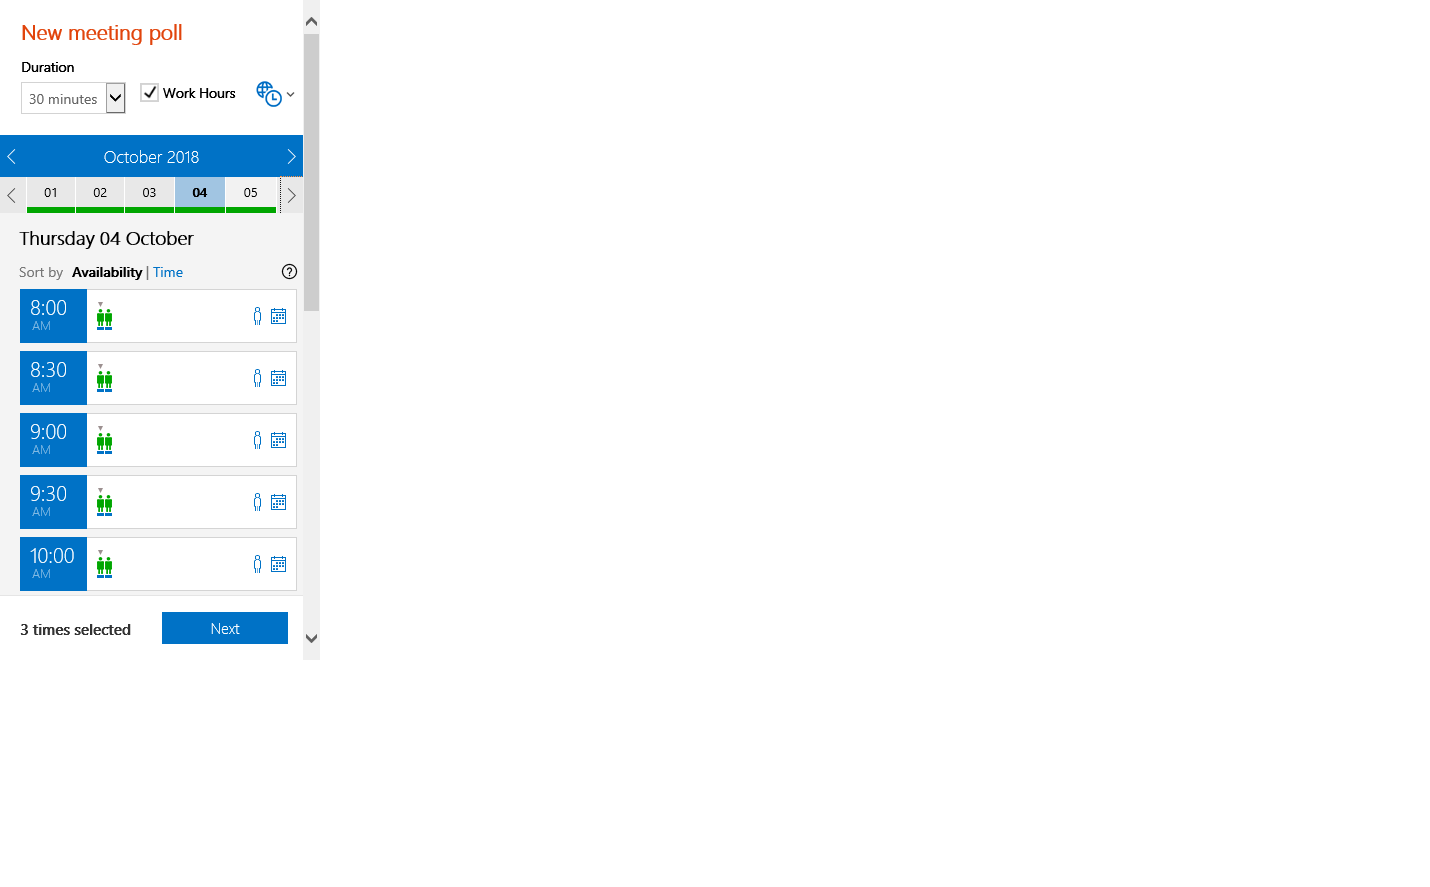 New meeting poll
Duration
30 minutes
Work Hours
October 2018
01 02 03 04 05
Thursday 04 October
Sort by Availability | Time
8:00
AM
8:30
AM
9:00
AM
9:30
AM
10:00
AM
3 times selected
Next